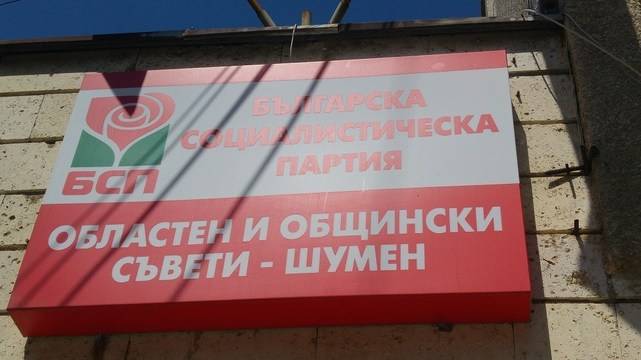 БЪЛГАРСКА
СОЦИАЛИСТИЧЕСКА
ПАРТИЯ
БСП
ОБЛАСТЕН И ОБЩИНСКИ
СЪВЕТИ - ШУМЕН